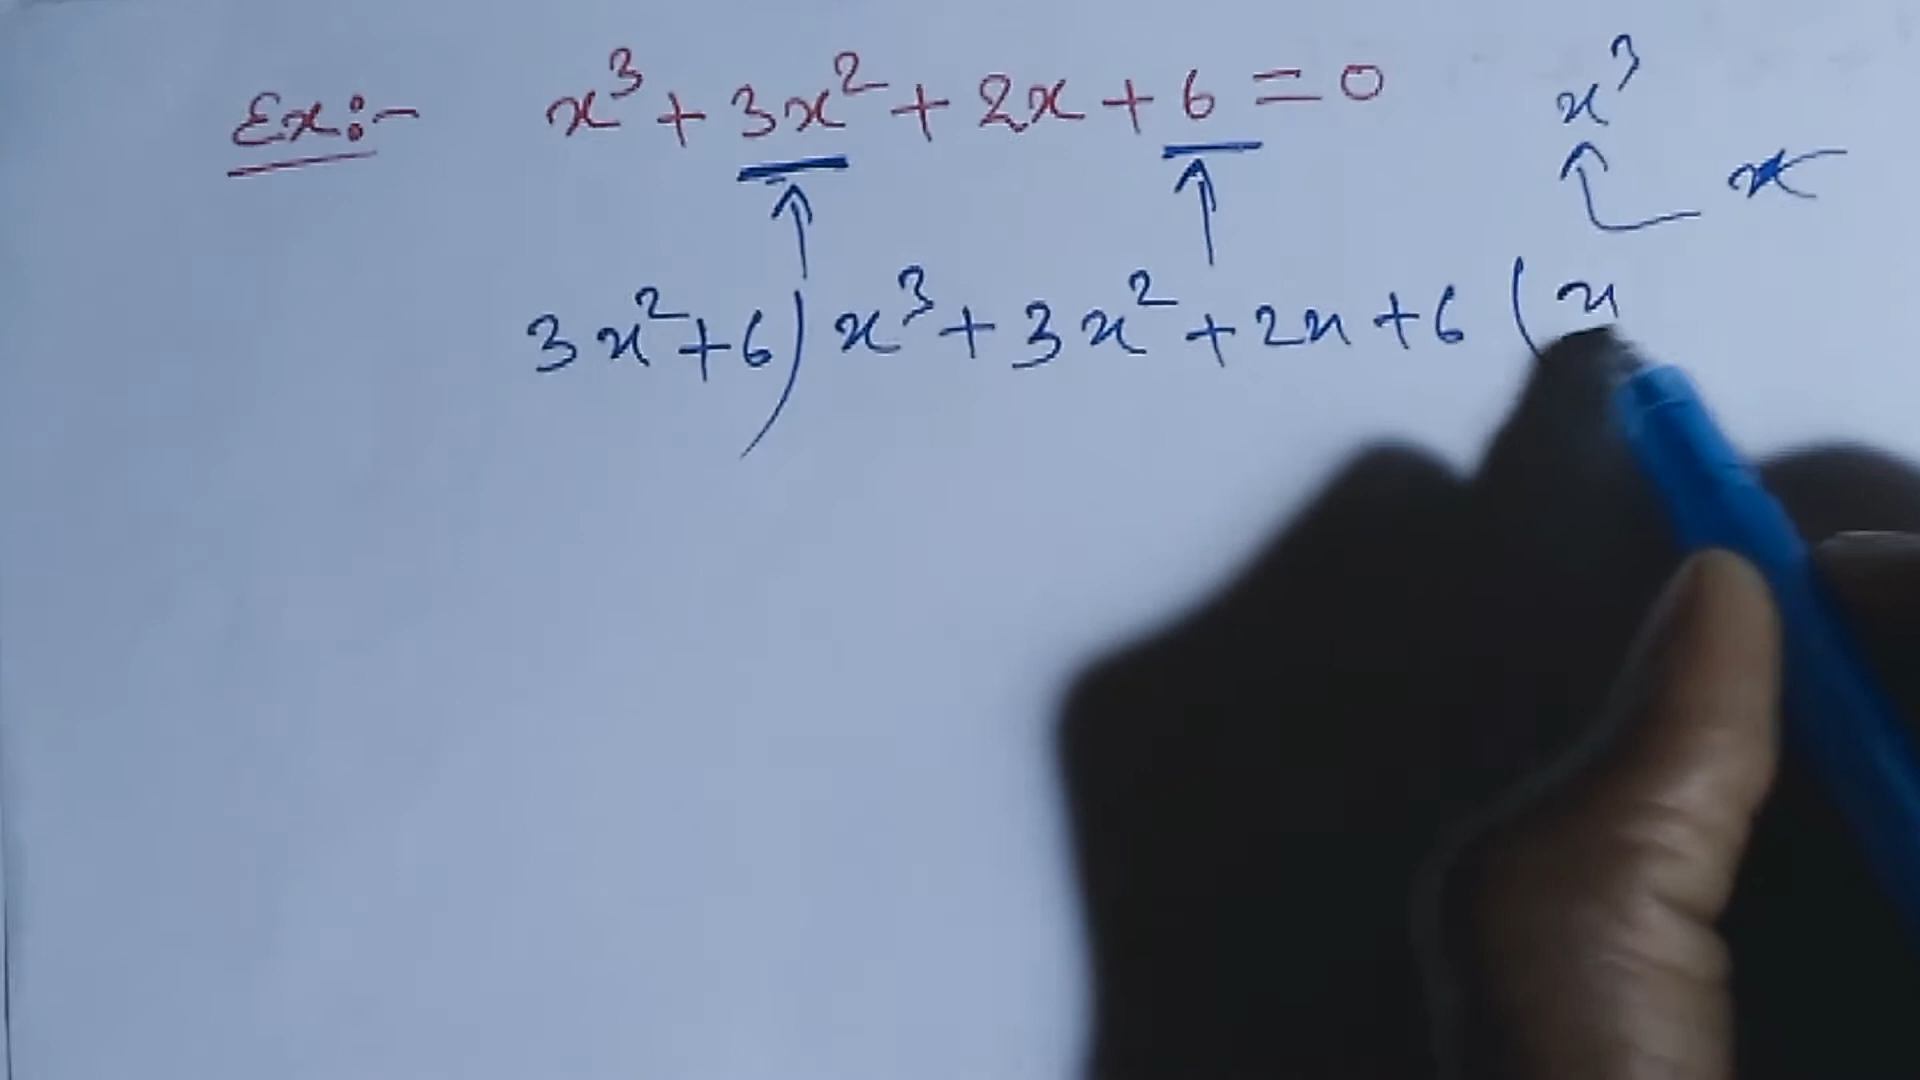 Ex:- x³ + 3x² + 2x + 6 = 0
x³
x
3x²+6) x³ + 3x² + 2x + 6 (x